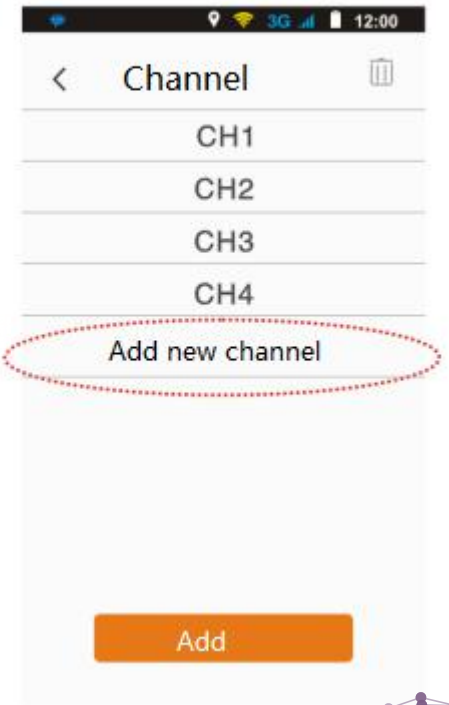 3G 12:00
Channel
CH1
CH2
CH3
CH4
Add new channel
Add